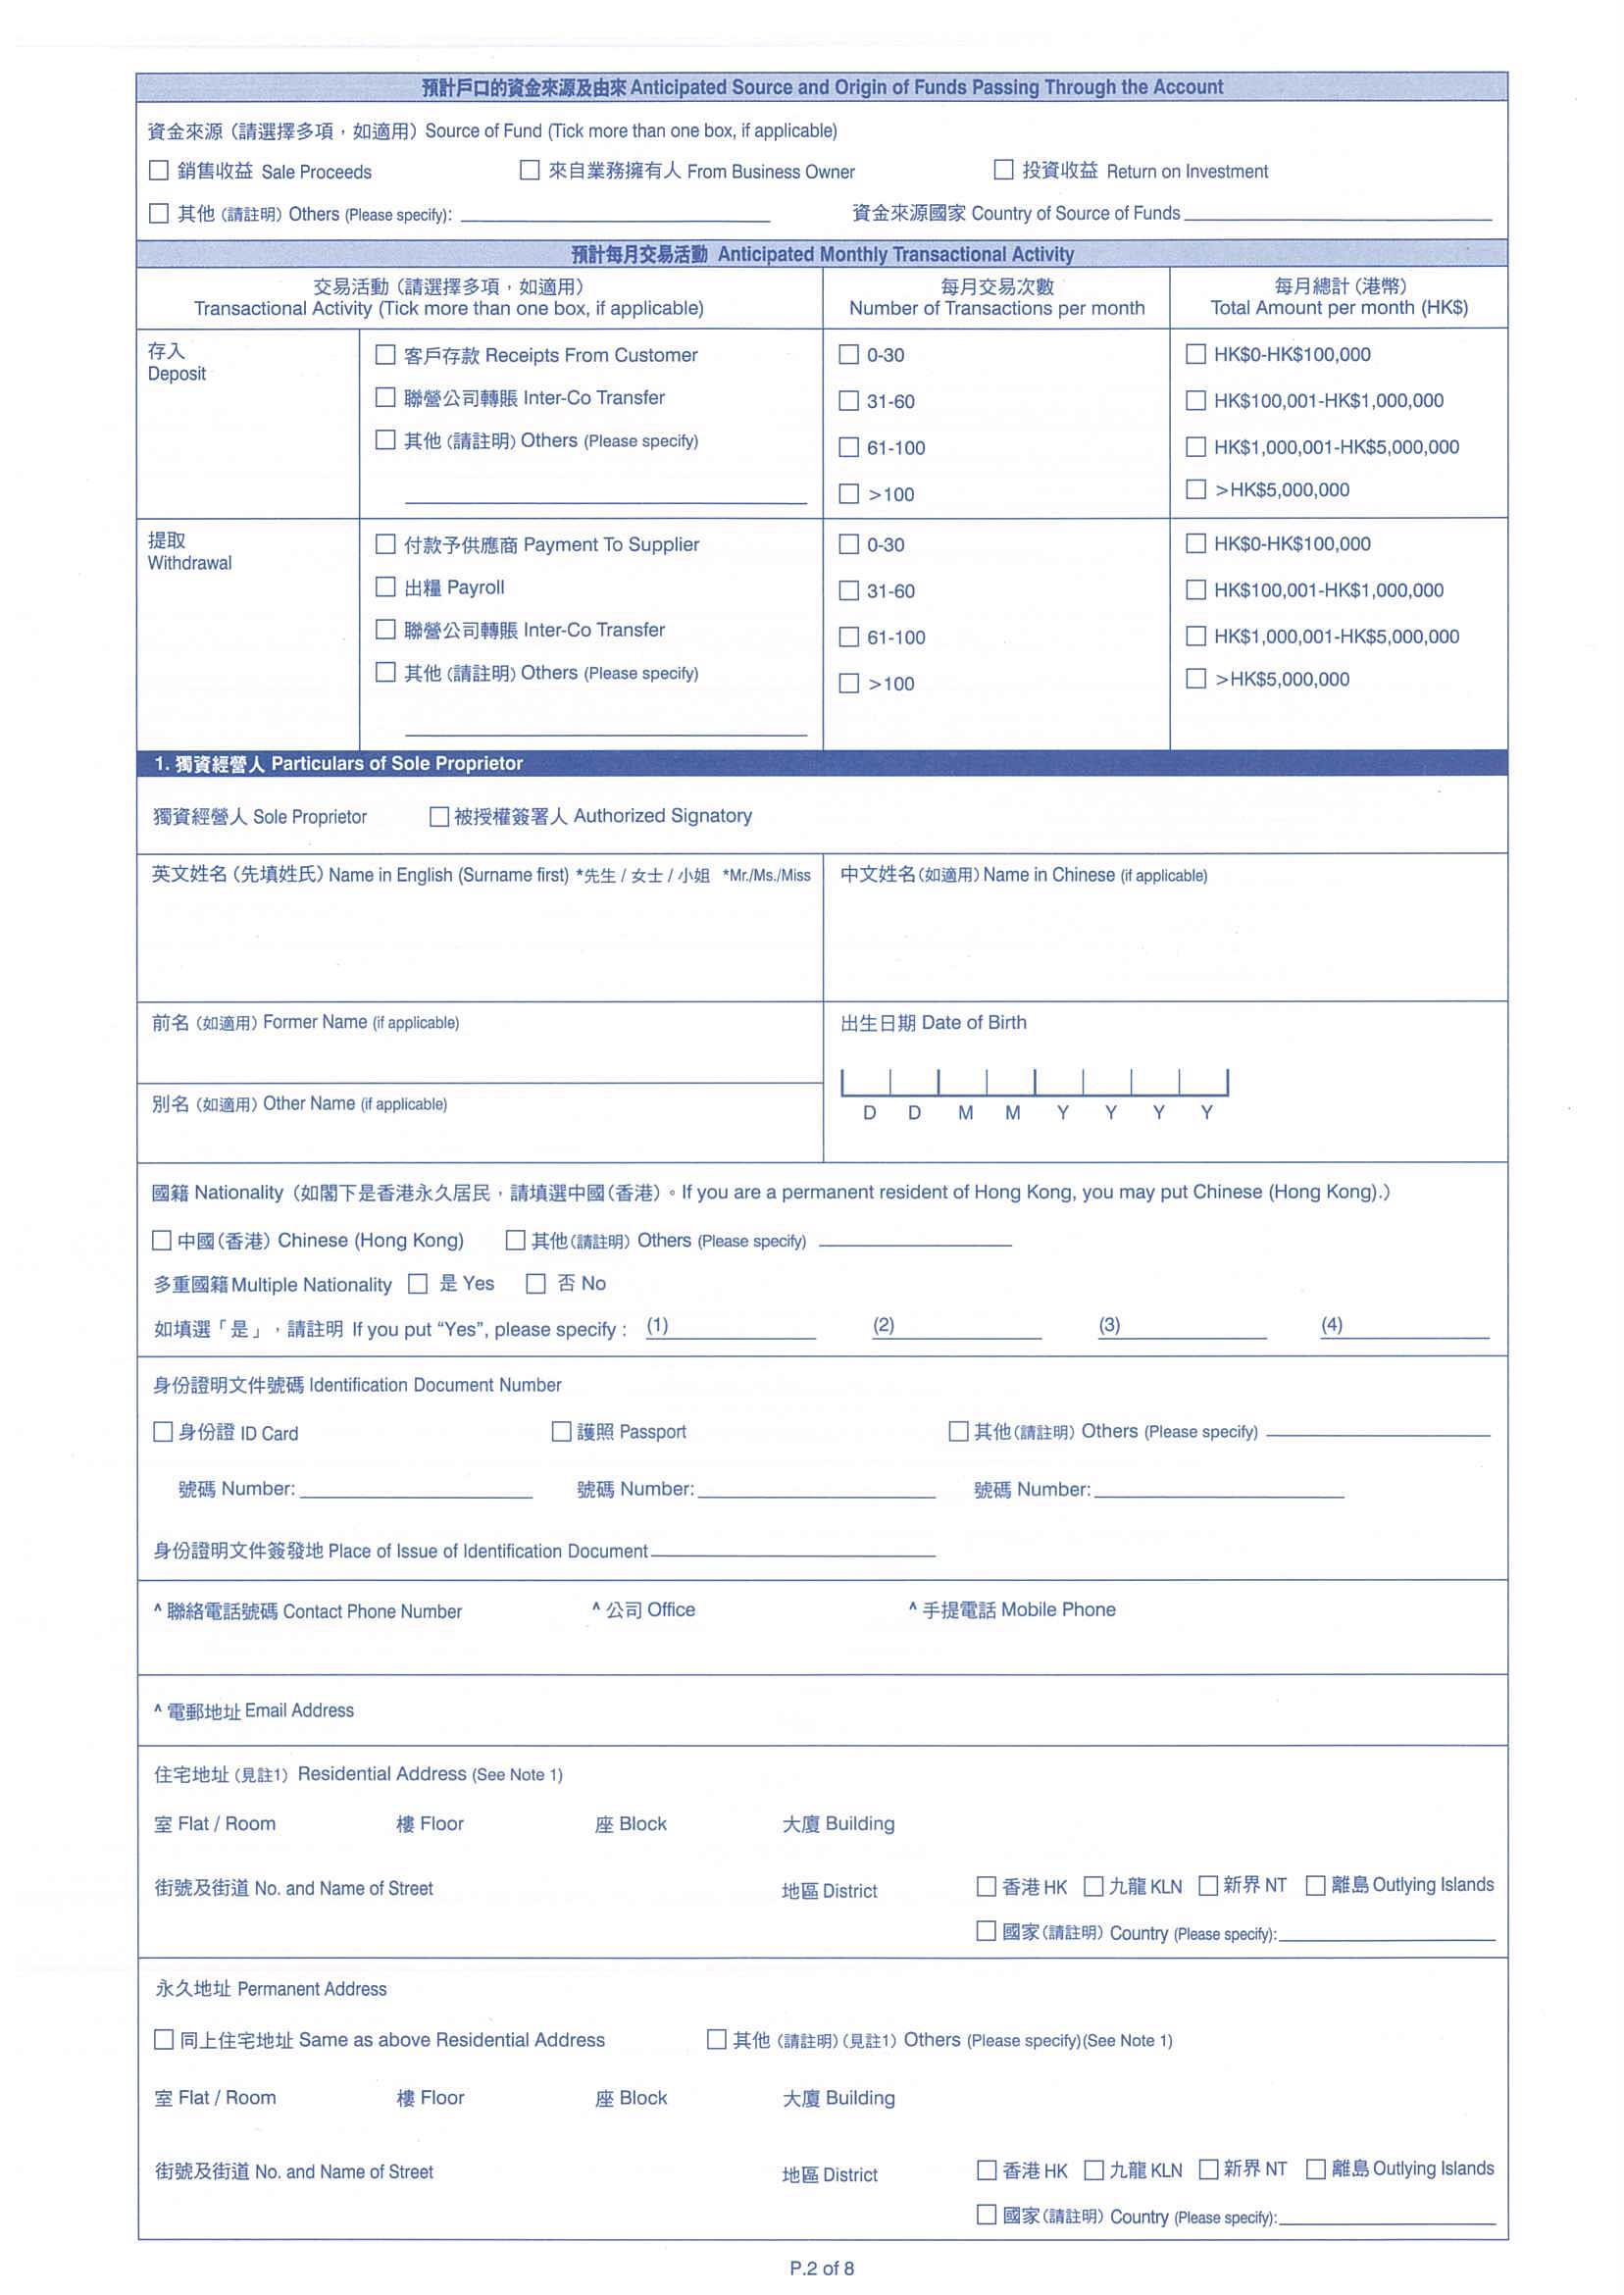 預計戶口的資金來源及由來 Anticipated Source and Origin of Funds Passing Through the Account
資金來源（請選擇多項，如適用）Source of Fund (Tick more than one box, if applicable)
銷售收益 Sale Proceeds 來自業務擁有人 From Business Owner 投資收益 Return on Investment
其他（請註明）Others (Please specify): 資金來源國家 Country of Source of Funds
預計每月交易活動 Anticipated Monthly Transactional Activity
交易活動（請選擇多項，如適用） 每月交易次數 每月總計（港幣）
Transactional Activity (Tick more than one box, if applicable) Number of Transactions per month Total Amount per month (HK$)
存入 客戶存款 Receipts From Customer 0-30 HK$0-HK$100,000
Deposit
聯營公司轉賬 Inter-Co Transfer 31-60 HK$100,001-HK$1,000,000
其他（請註明）Others (Please specify) 61-100 HK$1,000,001-HK$5,000,000
>100 >HK$5,000,000
提取 付款予供應商 Payment To Supplier 0-30 HK$0-HK$100,000
Withdrawal
出糧 Payroll 31-60 HK$100,001-HK$1,000,000
聯營公司轉賬 Inter-Co Transfer 61-100 HK$1,000,001-HK$5,000,000
其他（請註明）Others (Please specify) >100 >HK$5,000,000
1. 獨資經營人 Particulars of Sole Proprietor
獨資經營人 Sole Proprietor 被授權簽署人 Authorized Signatory
英文姓名（先填姓氏）Name in English (Surname first) *先生 / 女士 / 小姐 *Mr./Ms./Miss 中文姓名（如適用）Name in Chinese (if applicable)
前名（如適用）Former Name (if applicable) 出生日期 Date of Birth
別名（如適用）Other Name (if applicable) D D M M Y Y Y Y
國籍 Nationality（如閣下是香港永久居民，請填選中國（香港）。If you are a permanent resident of Hong Kong, you may put Chinese (Hong Kong).）
中國（香港）Chinese (Hong Kong) 其他（請註明）Others (Please specify)
多重國籍 Multiple Nationality 是 Yes 否 No
如填選「是」，請註明 If you put “Yes”, please specify : (1) (2) (3) (4)
身份證明文件號碼 Identification Document Number
身份證 ID Card 護照 Passport 其他（請註明）Others (Please specify)
號碼 Number: 號碼 Number: 號碼 Number:
身份證明文件簽發地 Place of Issue of Identification Document
^ 聯絡電話號碼 Contact Phone Number ^ 公司 Office ^ 手提電話 Mobile Phone
^ 電郵地址 Email Address
住宅地址（見註1）Residential Address (See Note 1)
室 Flat / Room 樓 Floor 座 Block 大廈 Building
街號及街道 No. and Name of Street 地區 District 香港 HK 九龍 KLN 新界 NT 離島 Outlying Islands
國家（請註明）Country (Please specify):
永久地址 Permanent Address
同上住宅地址 Same as above Residential Address 其他（請註明）（見註1）Others (Please specify)(See Note 1)
室 Flat / Room 樓 Floor 座 Block 大廈 Building
街號及街道 No. and Name of Street 地區 District 香港 HK 九龍 KLN 新界 NT 離島 Outlying Islands
國家（請註明）Country (Please specify):
P.2 of 8